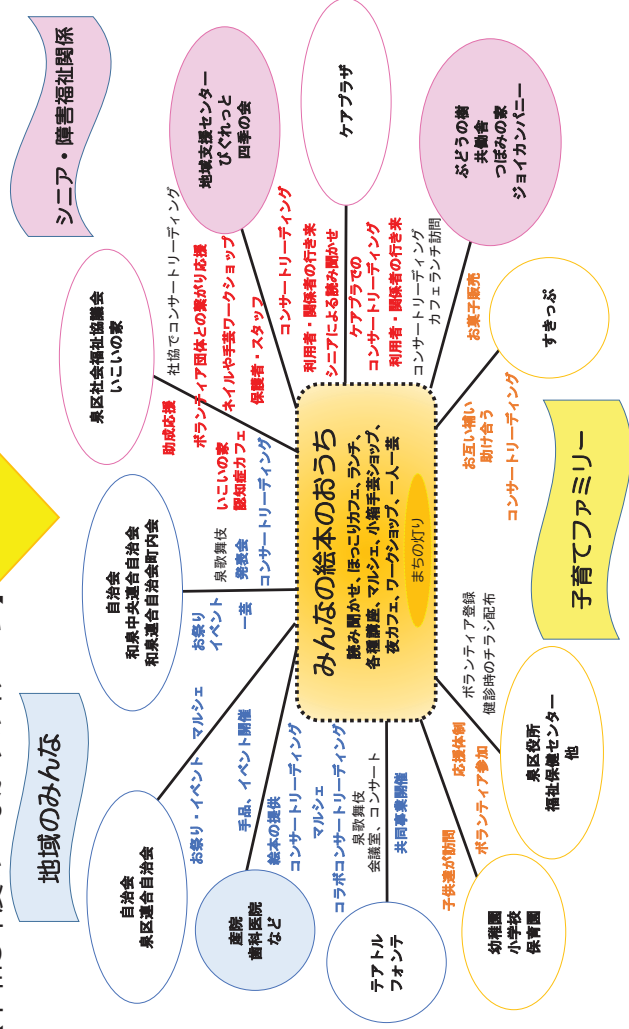 地域のみんな
シニア・障害福祉関係
子育てファミリー
自治会
泉区連合自治会
自治会
和泉中央連合自治会
和泉連合自治会町内会
泉区社会福祉協議会
いこいの家
地域支援センター
びぐれっと
四季の会
ケアプラザ
ぶどうの樹
共働舎
つぼみの家
ジョイカンパニー
すきっぷ
泉区役所
福祉保健センター
他
幼稚園
小学校
保育園
テアトル
フォンテ
産院
歯科医院
など
みんなの絵本のおうち
読み聞かせ、ほっこりカフェ、ランチ、
各種講座、マルシェ、小箱手芸ショップ、
夜カフェ、ワークショップ、一人一芸
まちの灯り
お祭り・イベント マルシェ
手品、イベント開催
絵本の提供
コンサートリーディング
マルシェ
コラボコンサートリーディング
泉歌舞伎
会議室、コンサート
共同事業開催
お祭り
イベント
一芸
泉歌舞伎
発表会
コンサートリーディング
助成応援
いこいの家
認知症カフェ
社協でコンサートリーディング
ボランティア団体との繋がり応援
ネイルや手芸ワークショップ
保護者・スタッフ
コンサートリーディング
利用者・関係者の行き来
シニアによる読み聞かせ
ケアプラでの
コンサートリーディング
利用者・関係者の行き来
コンサートリーディング
カフェランチ訪問
お菓子販売
お互い補い
助け合う
コンサートリーディング
ボランティア登録
健診時のチラシ配布
応援体制
ボランティア参加
子供達が訪問